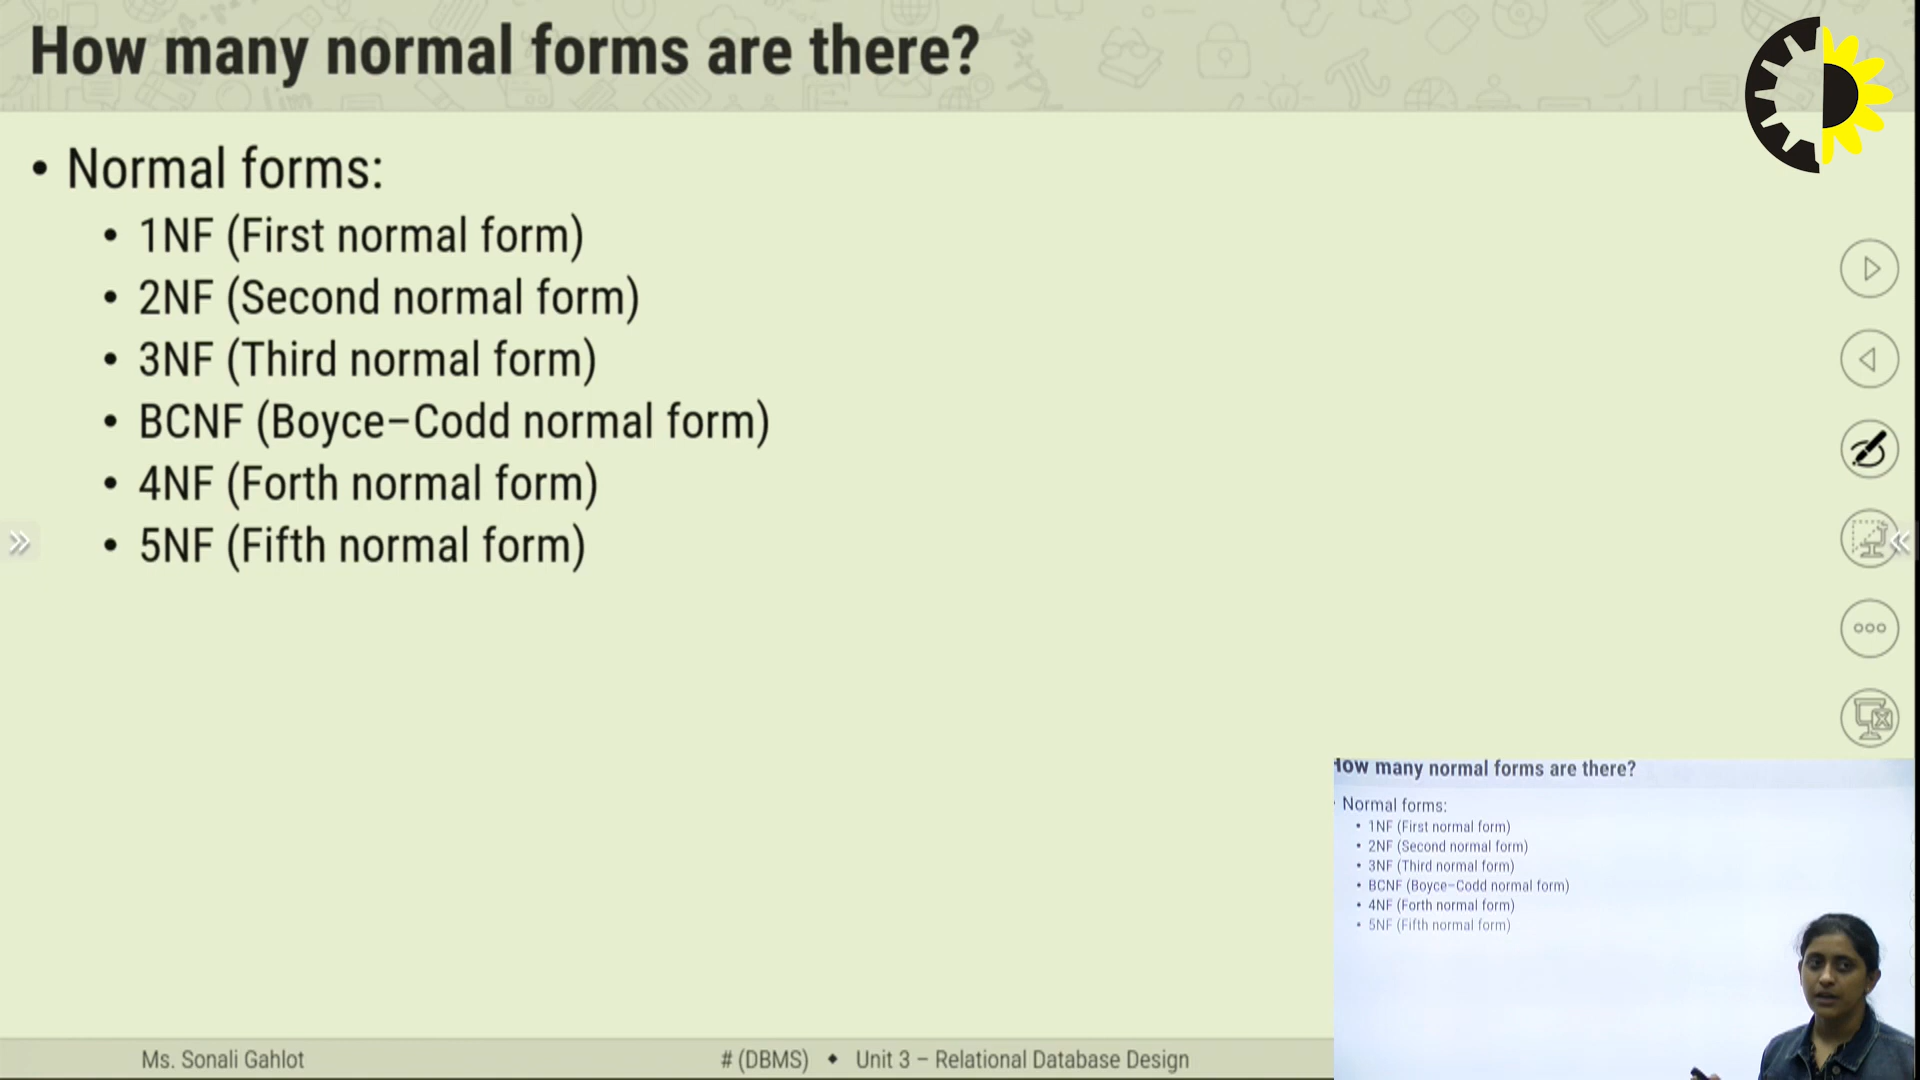 How many normal forms are there?
• Normal forms:
• 1NF (First normal form)
• 2NF (Second normal form)
• 3NF (Third normal form)
• BCNF (Boyce–Codd normal form)
• 4NF (Forth normal form)
• 5NF (Fifth normal form)
How many normal forms are there?
Normal forms:
• 1NF (First normal form)
• 2NF (Second normal form)
• 3NF (Third normal form)
• BCNF (Boyce–Codd normal form)
• 4NF (Forth normal form)
• 5NF (Fifth normal form)
Ms. Sonali Gahlot
# (DBMS) ◆ Unit 3 – Relational Database Design